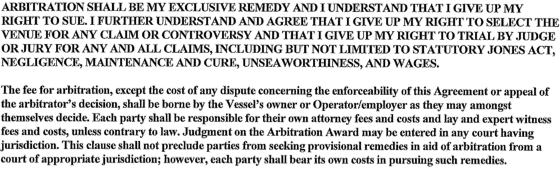 ARBITRATION SHALL BE MY EXCLUSIVE REMEDY AND I UNDERSTAND THAT I GIVE UP MY
RIGHT TO SUE. I FURTHER UNDERSTAND AND AGREE THAT I GIVE UP MY RIGHT TO SELECT THE
VENUE FOR ANY CLAIM OR CONTROVERSY AND THAT I GIVE UP MY RIGHT TO TRIAL BY JUDGE
OR JURY FOR ANY AND ALL CLAIMS, INCLUDING BUT NOT LIMITED TO STATUTORY JONES ACT,
NEGLIGENCE, MAINTENANCE AND CURE, UNSEAWORTHINESS, AND WAGES.
The fee for arbitration, except the cost of any dispute concerning the enforceability of this Agreement or appeal of
the arbitrator's decision, shall be borne by the Vessel's owner or Operator/employer as they may amongst
themselves decide. Each party shall be responsible for their own attorney fees and costs and lay and expert witness
fees and costs, unless contrary to law. Judgment on the Arbitration Award may be entered in any court having
jurisdiction. This clause shall not preclude parties from seeking provisional remedies in aid of arbitration from a
court of appropriate jurisdiction; however, each party shall bear its own costs in pursuing such remedies.